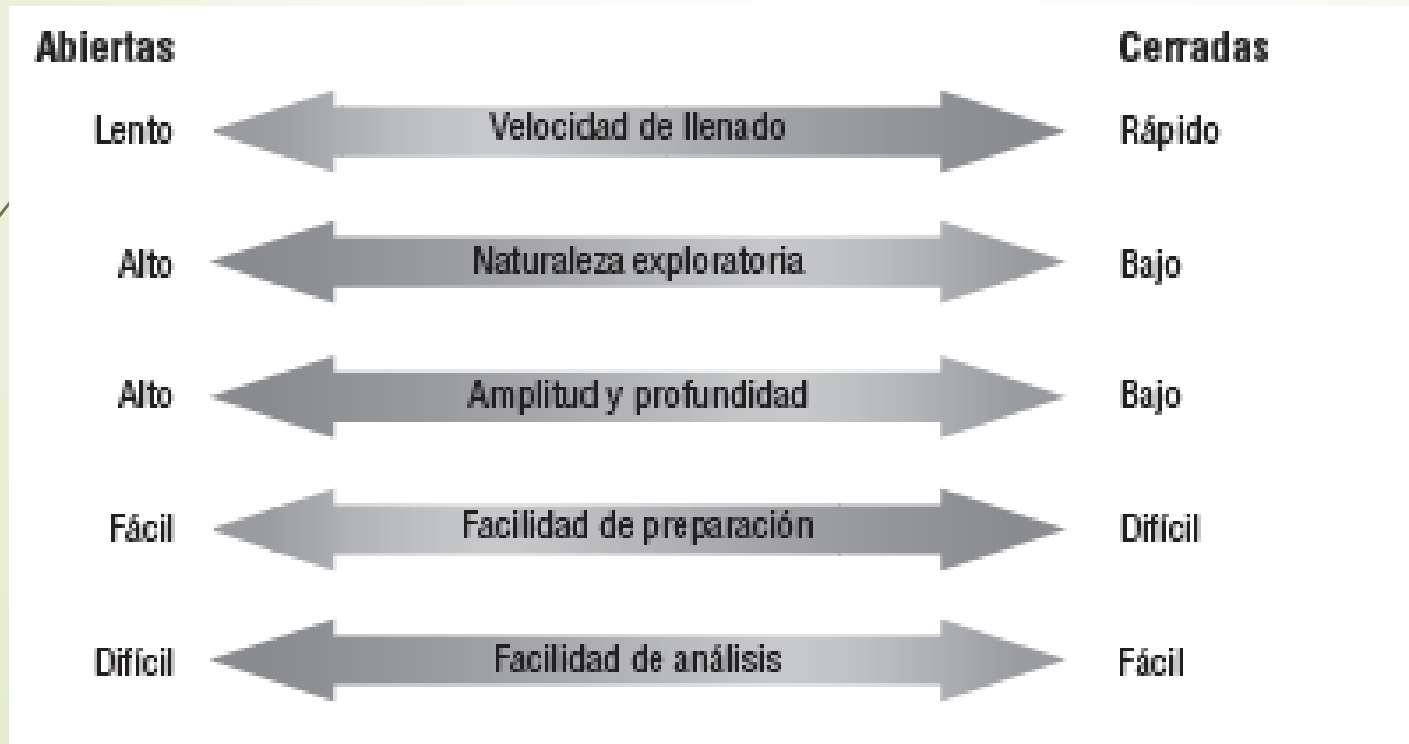 Abiertas Cerradas
Lento Velocidad de llenado Rápido
Alto Naturaleza exploratoria Bajo
Alto Amplitud y profundidad Bajo
Fácil Facilidad de preparación Difícil
Difícil Facilidad de análisis Fácil